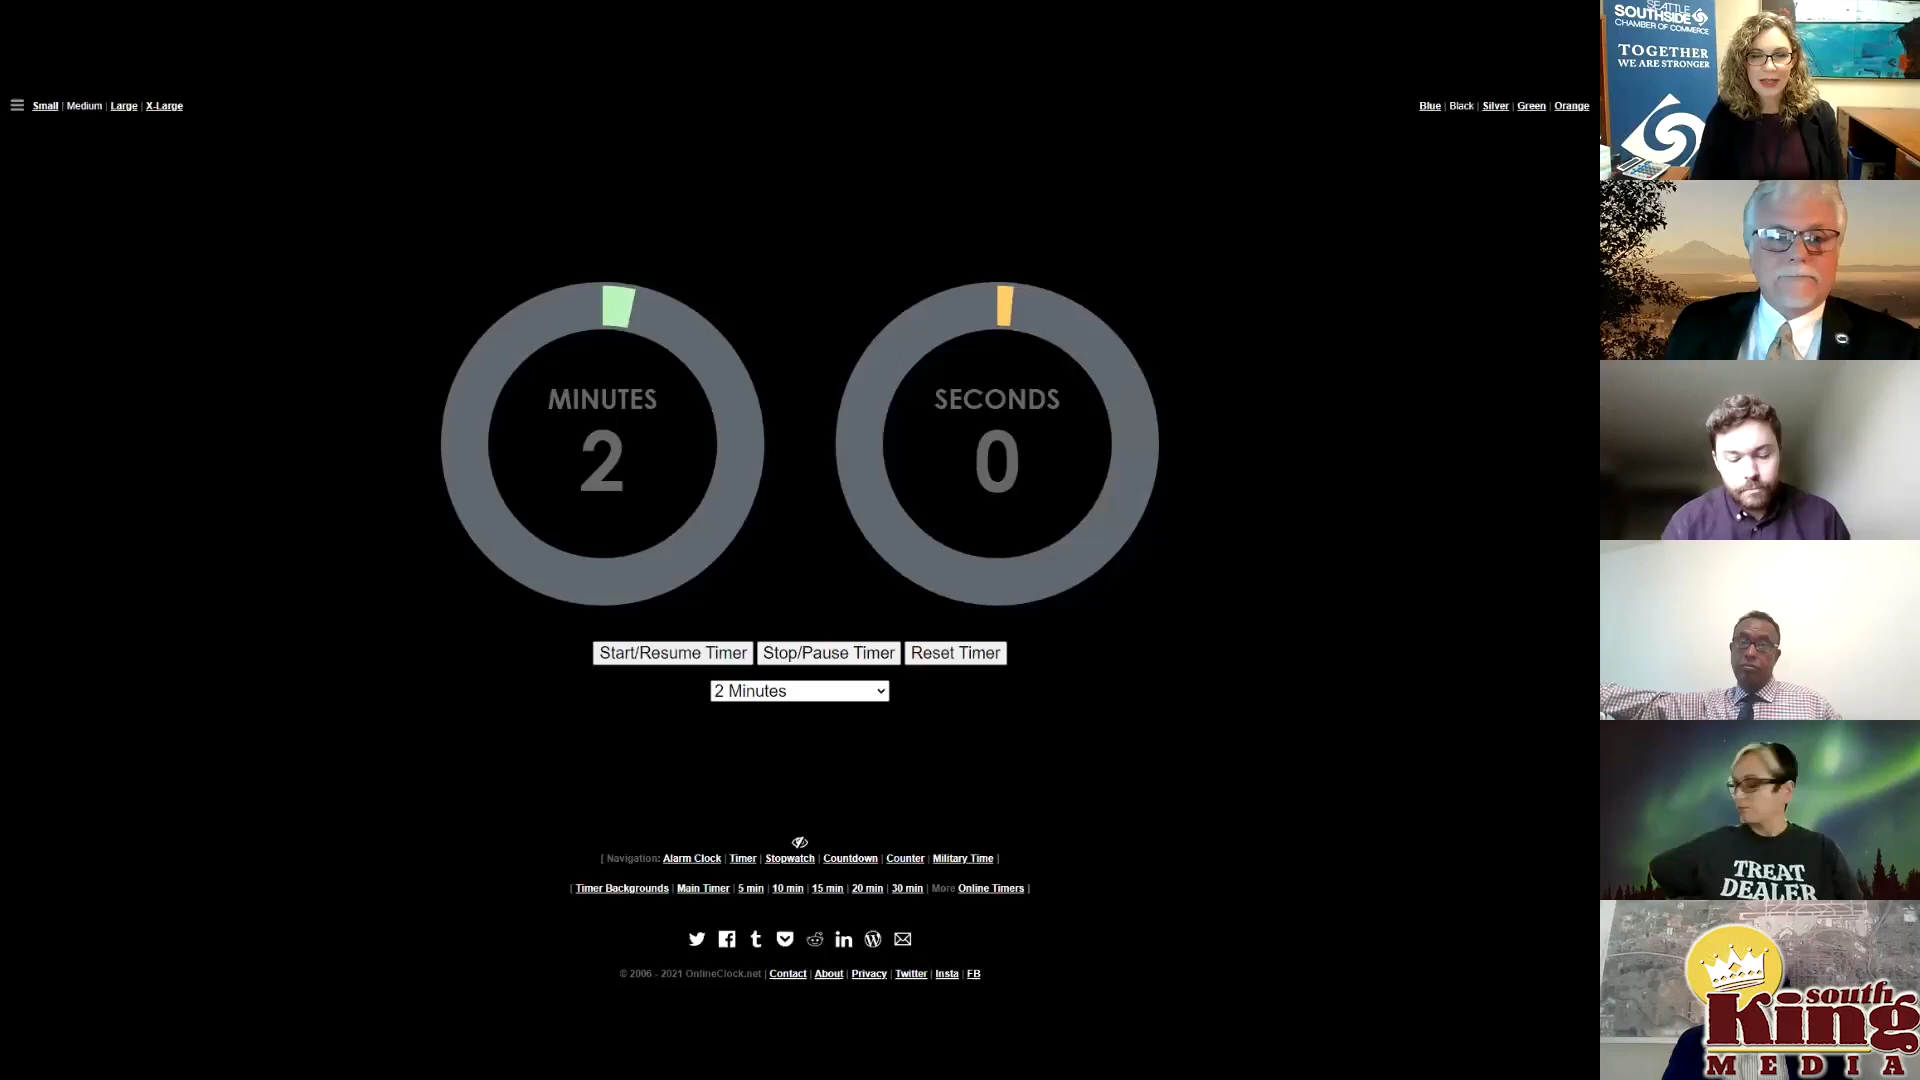 Small | Medium | Large | X-Large
Blue | Black | Silver | Green | Orange
MINUTES
2
SECONDS
0
Start/Resume Timer
Stop/Pause Timer
Reset Timer
2 Minutes
[ Navigation: Alarm Clock | Timer | Stopwatch | Countdown | Counter | Military Time ]
[ Timer Backgrounds | Main Timer | 5 min | 10 min | 15 min | 20 min | 30 min | More Online Timers ]
© 2006 - 2021 OnlineClock.net | Contact | About | Privacy | Twitter | Insta | FB
SEATTLE
SOUTHSIDE
CHAMBER OF COMMERCE
TOGETHER
WE ARE STRONGER
TREAT
DEALER
south
King
MEDIA